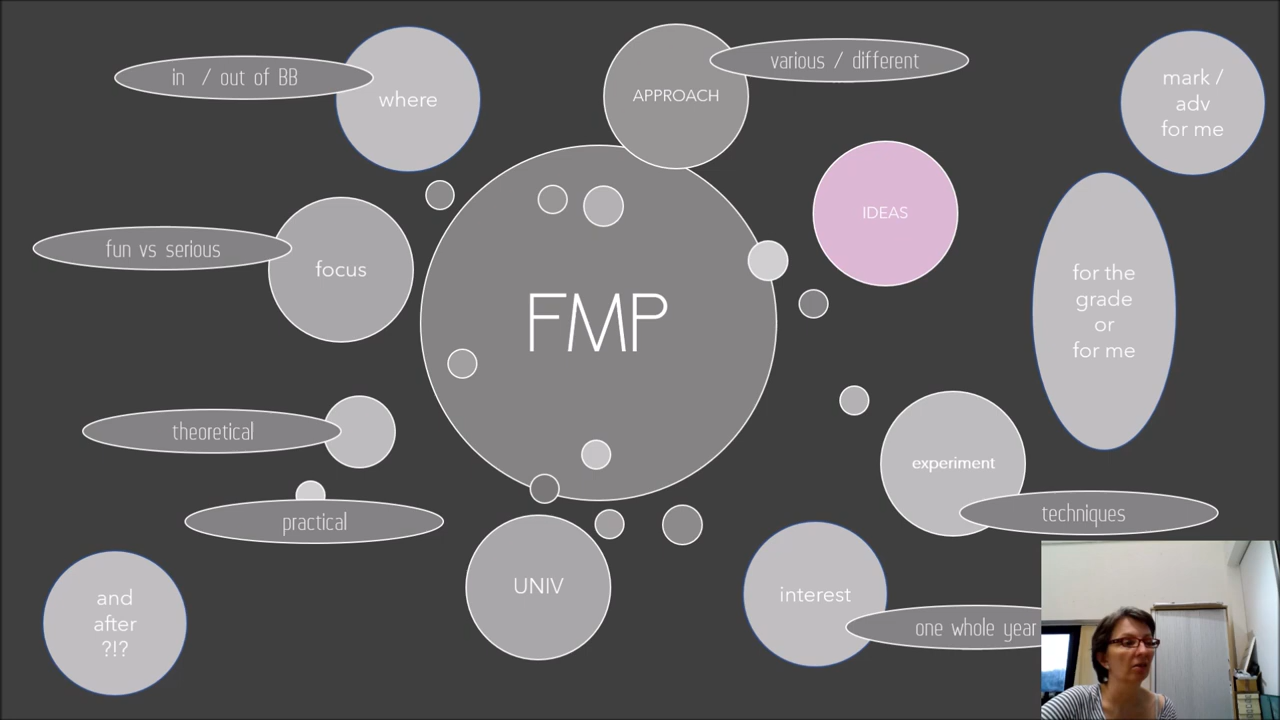 in / out of BB
where
APPROACH
various / different
mark /
adv
for me
IDEAS
fun vs serious
focus
FMP
for the
grade
or
for me
theoretical
practical
experiment
techniques
UNIV
interest
one whole year
and
after
?!?